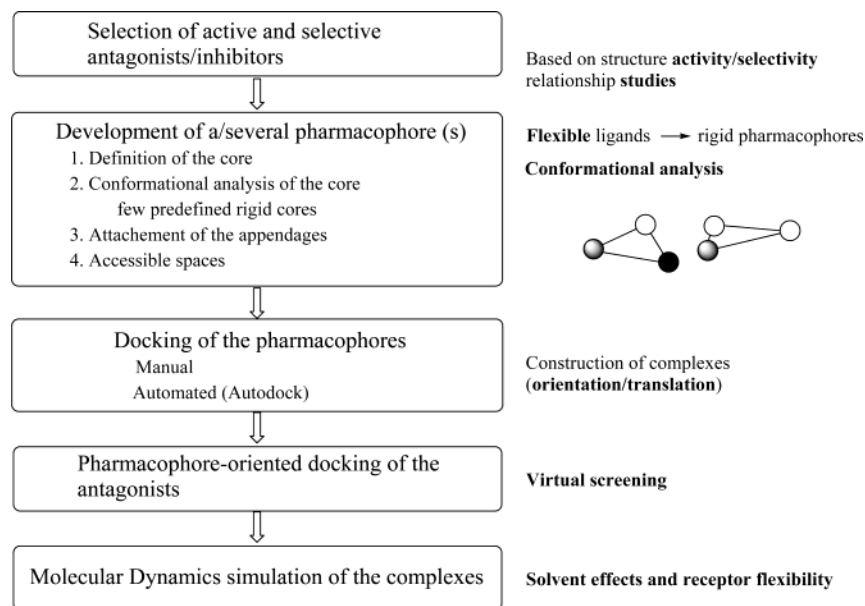 Selection of active and selective
antagonists/inhibitors
Based on structure activity/selectivity
relationship studies
Development of a/several pharmacophore (s)
1. Definition of the core
2. Conformational analysis of the core
few predefined rigid cores
3. Attachement of the appendages
4. Accessible spaces
Flexible ligands → rigid pharmacophores
Conformational analysis
Docking of the pharmacophores
Manual
Automated (Autodock)
Construction of complexes
(orientation/translation)
Pharmacophore-oriented docking of the
antagonists
Virtual screening
Molecular Dynamics simulation of the complexes
Solvent effects and receptor flexibility